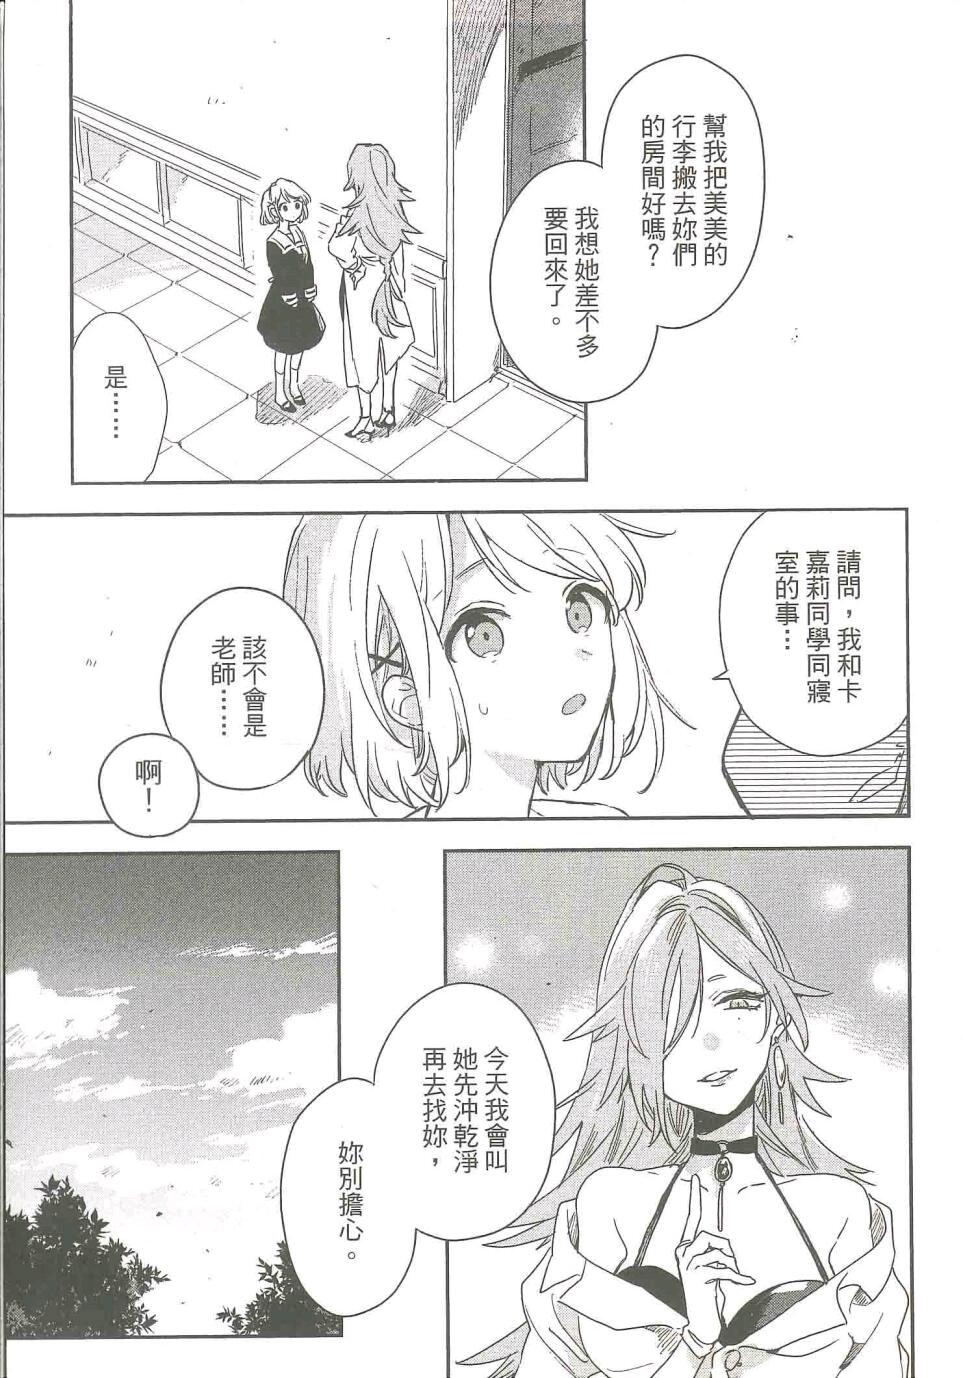 幫我把美美的
行李搬去妳們
的房間好嗎？
我想她差不多
要回來了。
是……
請問，我和卡
嘉莉同學同寢
室的事…
該不會是
老師……
啊！
今天我會叫
她先沖乾淨
再去找妳，
妳別擔心。